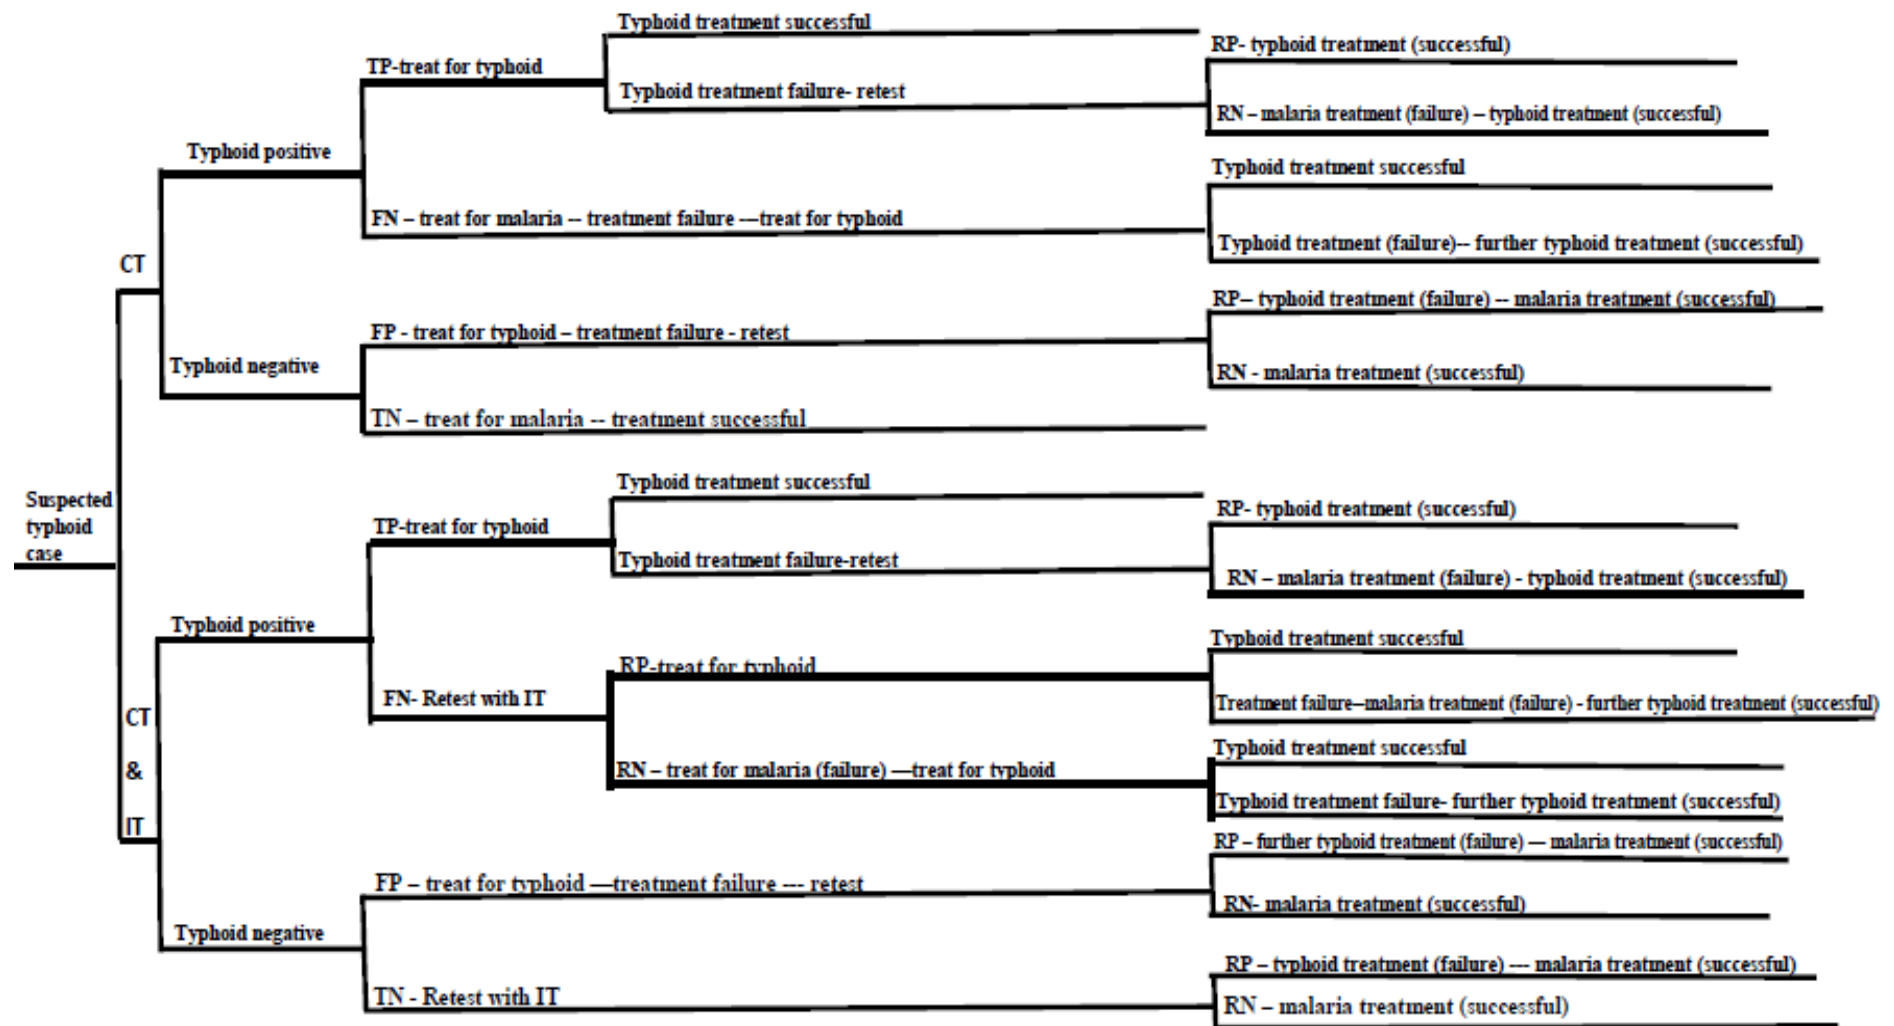 Typhoid treatment successful
RP- typhoid treatment (successful)
TP-treat for typhoid
Typhoid treatment failure- retest
RN – malaria treatment (failure) – typhoid treatment (successful)
Typhoid positive
Typhoid treatment successful
FN – treat for malaria -- treatment failure —treat for typhoid
Typhoid treatment (failure)-- further typhoid treatment (successful)
CT
RP– typhoid treatment (failure) -- malaria treatment (successful)
FP - treat for typhoid – treatment failure - retest
Typhoid negative
RN - malaria treatment (successful)
TN – treat for malaria -- treatment successful
Typhoid treatment successful
Suspected
typhoid
case
RP- typhoid treatment (successful)
TP-treat for typhoid
Typhoid treatment failure-retest
RN – malaria treatment (failure) - typhoid treatment (successful)
Typhoid positive
Typhoid treatment successful
RP-treat for typhoid
FN- Retest with IT
Treatment failure–malaria treatment (failure) - further typhoid treatment (successful)
CT
&
IT
Typhoid treatment successful
RN – treat for malaria (failure) —treat for typhoid
Typhoid treatment failure- further typhoid treatment (successful)
RP – further typhoid treatment (failure) — malaria treatment (successful)
FP – treat for typhoid —treatment failure --- retest
RN- malaria treatment (successful)
Typhoid negative
RP – typhoid treatment (failure) --- malaria treatment (successful)
TN - Retest with IT
RN – malaria treatment (successful)